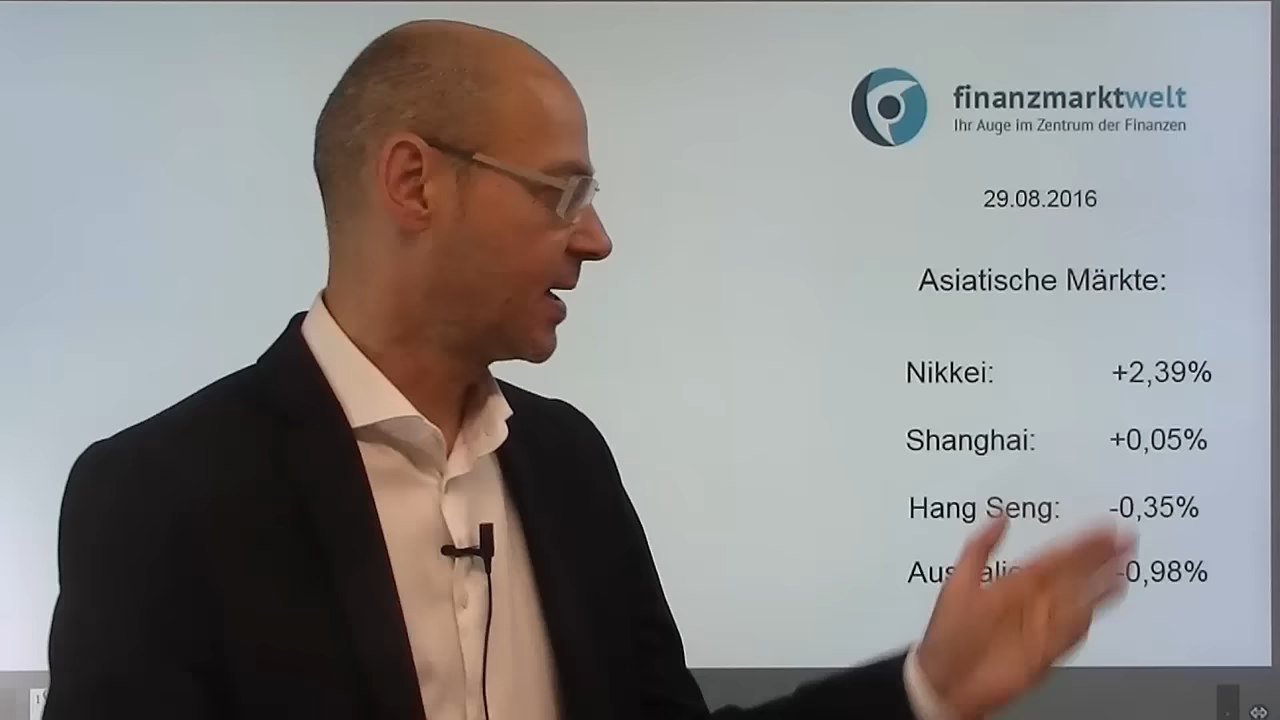 finanzmarktwelt
Ihr Auge im Zentrum der Finanzen
29.08.2016
Asiatische Märkte:
Nikkei: +2,39%
Shanghai: +0,05%
Hang Seng: -0,35%
-0,98%